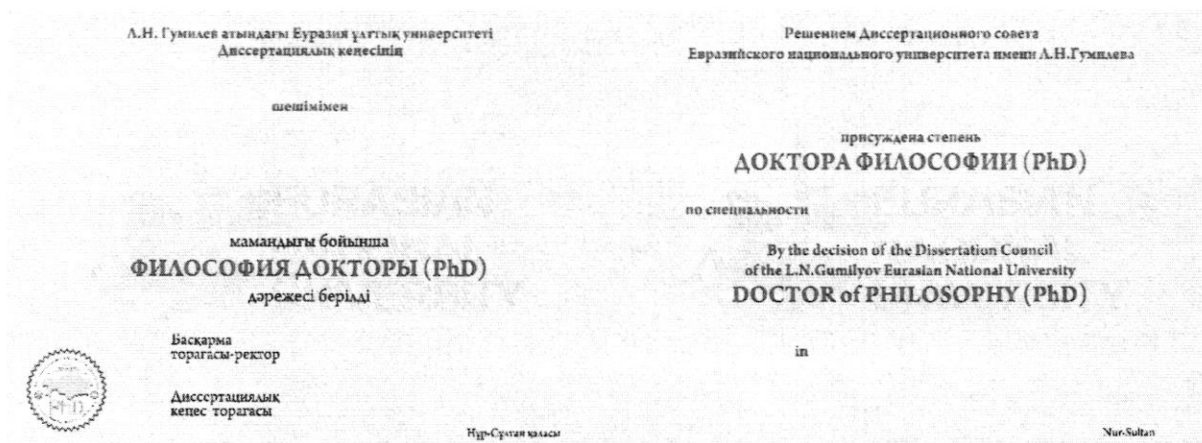 Л.Н. Гумилев атындағы Еуразия ұлттық университеті
Диссертациялық кеңесінің
шешімімен
мамандығы бойынша
ФИЛОСОФИЯ ДОКТОРЫ (PhD)
дәрежесі берілді
Басқарма
төрағасы-ректор
Диссертациялық
кеңес төрағасы
Нұр-Сұлтан қаласы
Решением Диссертационного совета
Евразийского национального университета имени Л.Н.Гумилева
присуждена степень
ДОКТОРА ФИЛОСОФИИ (PhD)
по специальности
By the decision of the Dissertation Council
of the L.N.Gumilyov Eurasian National University
DOCTOR of PHILOSOPHY (PhD)
in
Nur-Sultan